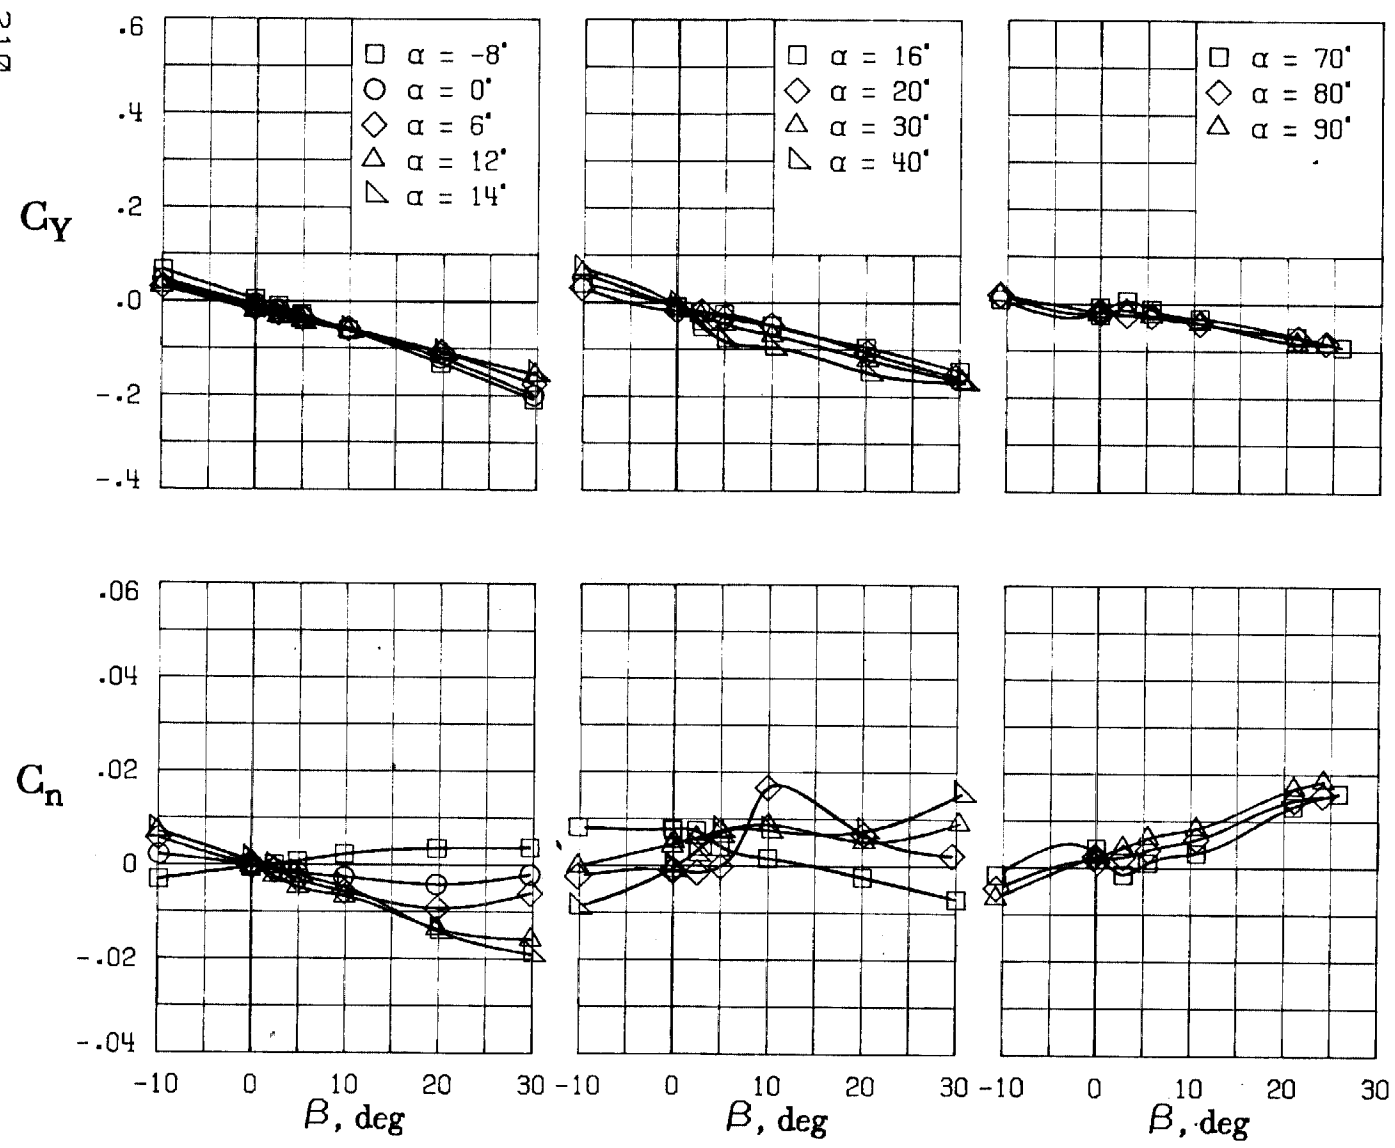 210
.6
.4
.2
.0
-.2
-.4
C_Y
α = -8°
α = 0°
α = 6°
α = 12°
α = 14°
α = 16°
α = 20°
α = 30°
α = 40°
α = 70°
α = 80°
α = 90°
.06
.04
.02
0
-.02
-.04
C_n
-10 0 10 20 30
-10 0 10 20 30
-10 0 10 20 30
β, deg
β, deg
β, deg